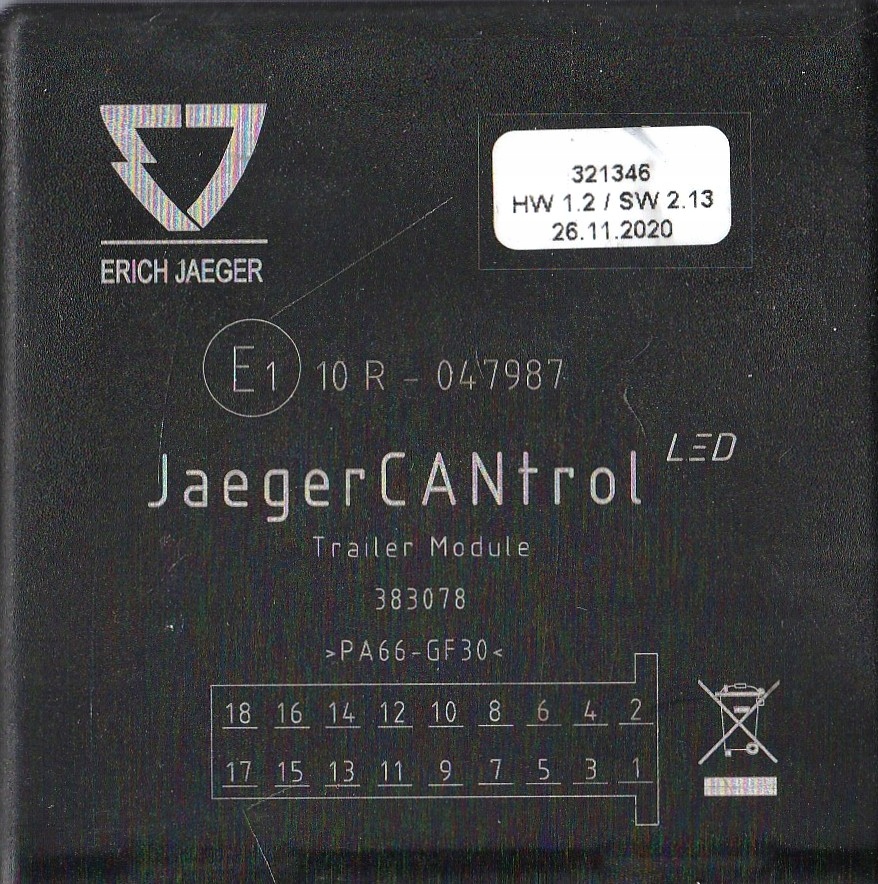 ERICH JAEGER
321346
HW 1.2 / SW 2.13
26.11.2020
E1 10 R - 047987
JaegerCANtrol LED
Trailer Module
383078
>PA66-GF30<
18 16 14 12 10 8 6 4 2
17 15 13 11 9 7 5 3 1